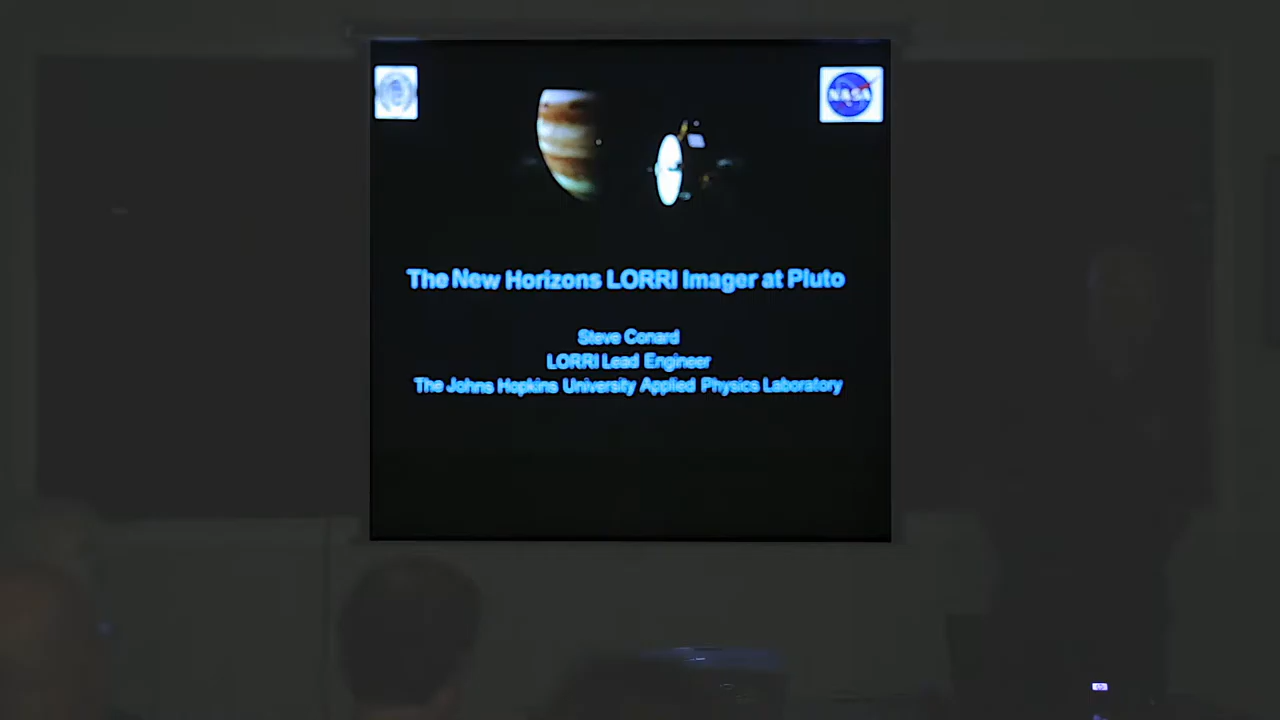 NASA
The New Horizons LORRI Imager at Pluto
Steve Conard
LORRI Lead Engineer
The Johns Hopkins University Applied Physics Laboratory